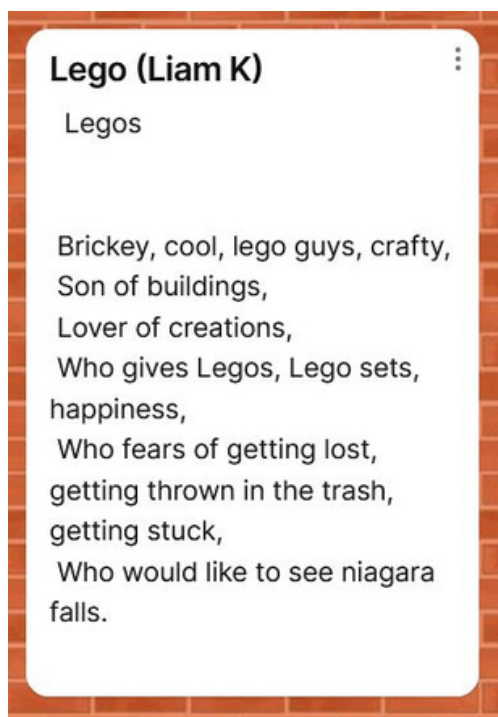 Lego (Liam K)
Legos
Brickey, cool, lego guys, crafty,
Son of buildings,
Lover of creations,
Who gives Legos, Lego sets,
happiness,
Who fears of getting lost,
getting thrown in the trash,
getting stuck,
Who would like to see niagara
falls.